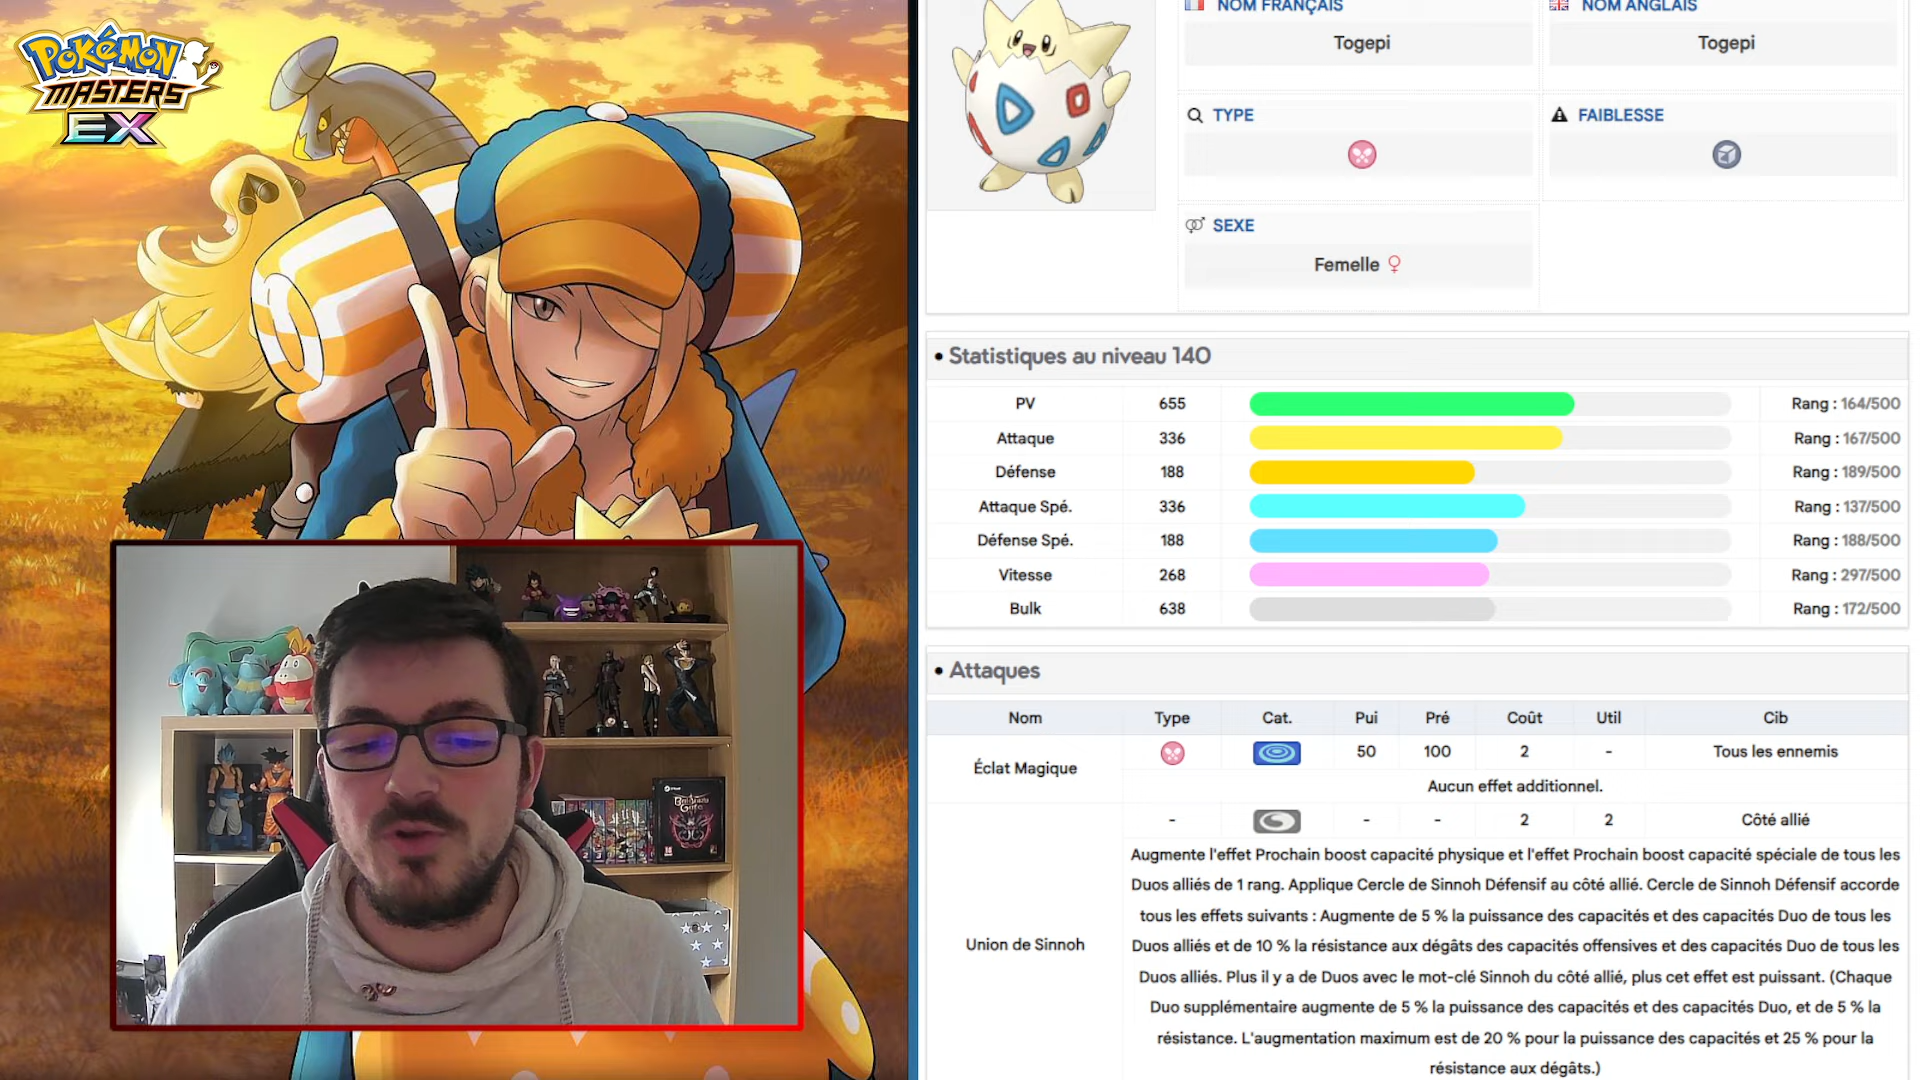 POKÉMON
MASTERS
EX
NOM FRANÇAIS
NOM ANGLAIS
Togepi
Togepi
TYPE
FAIBLESSE
SEXE
Femelle ♀
• Statistiques au niveau 140
PV 655 Rang : 164/500
Attaque 336 Rang : 167/500
Défense 188 Rang : 189/500
Attaque Spé. 336 Rang : 137/500
Défense Spé. 188 Rang : 188/500
Vitesse 268 Rang : 297/500
Bulk 638 Rang : 172/500
• Attaques
Nom Type Cat. Pui Pré Coût Util Cib
Éclat Magique 50 100 2 - Tous les ennemis
Aucun effet additionnel.
Union de Sinnoh - - - 2 2 Côté allié
Augmente l'effet Prochain boost capacité physique et l'effet Prochain boost capacité spéciale de tous les
Duos alliés de 1 rang. Applique Cercle de Sinnoh Défensif au côté allié. Cercle de Sinnoh Défensif accorde
tous les effets suivants : Augmente de 5 % la puissance des capacités et des capacités Duo de tous les
Duos alliés et de 10 % la résistance aux dégâts des capacités offensives et des capacités Duo de tous les
Duos alliés. Plus il y a de Duos avec le mot-clé Sinnoh du côté allié, plus cet effet est puissant. (Chaque
Duo supplémentaire augmente de 5 % la puissance des capacités et des capacités Duo, et de 5 % la
résistance. L'augmentation maximum est de 20 % pour la puissance des capacités et 25 % pour la
résistance aux dégâts.)